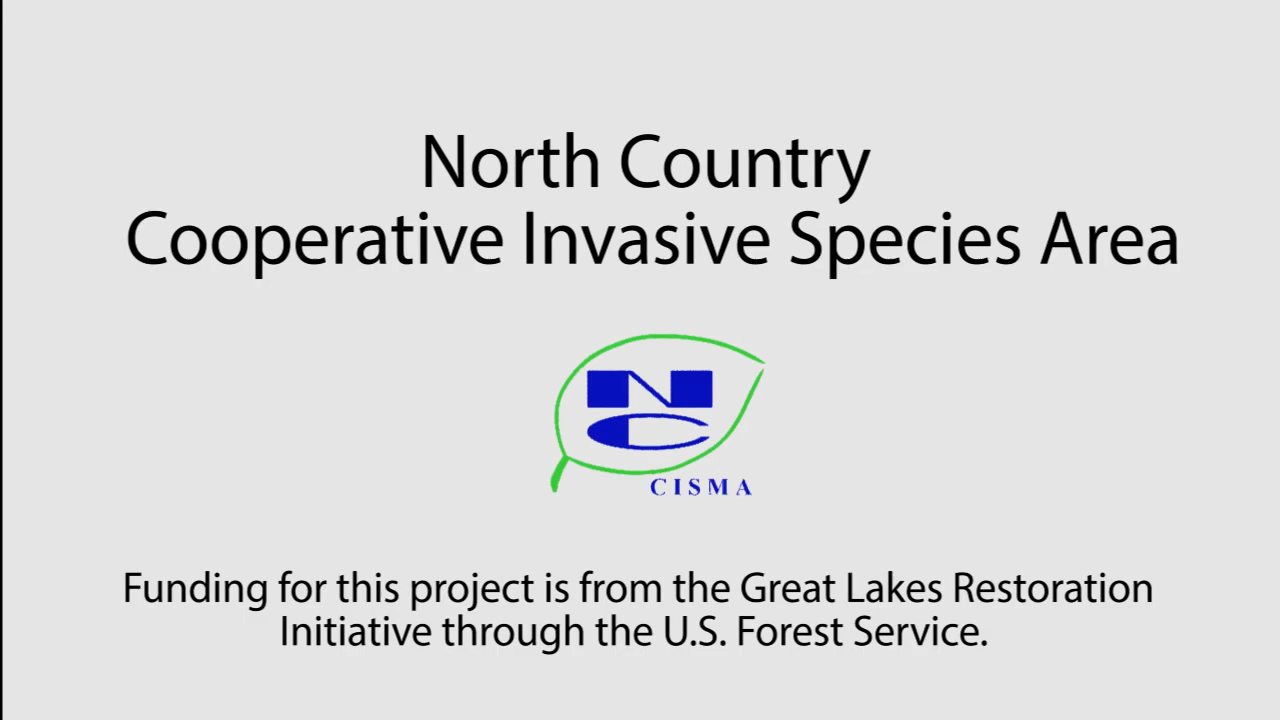 North Country
Cooperative Invasive Species Area
NC
CISMA
Funding for this project is from the Great Lakes Restoration
Initiative through the U.S. Forest Service.